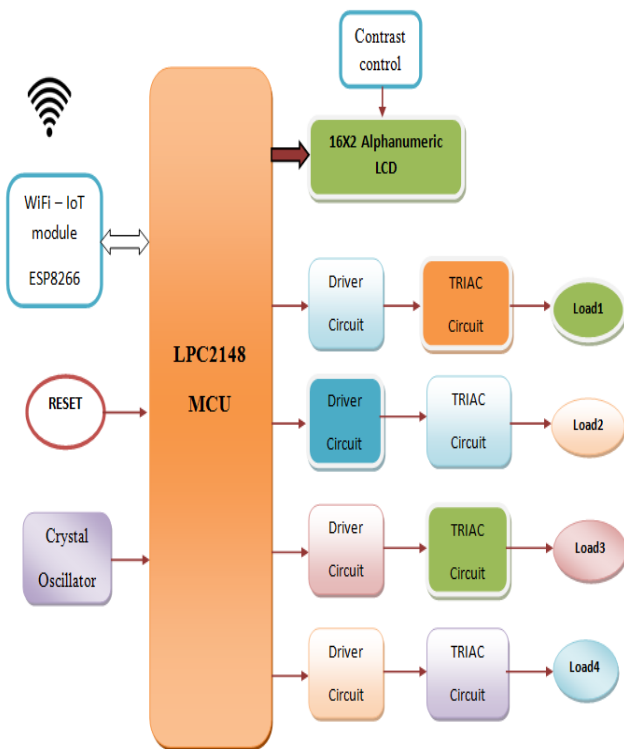 Contrast
control
16X2 Alphanumeric
LCD
WiFi – IoT
module
ESP8266
LPC2148
MCU
RESET
Crystal
Oscillator
Driver
Circuit
TRIAC
Circuit
Load1
Driver
Circuit
TRIAC
Circuit
Load2
Driver
Circuit
TRIAC
Circuit
Load3
Driver
Circuit
TRIAC
Circuit
Load4